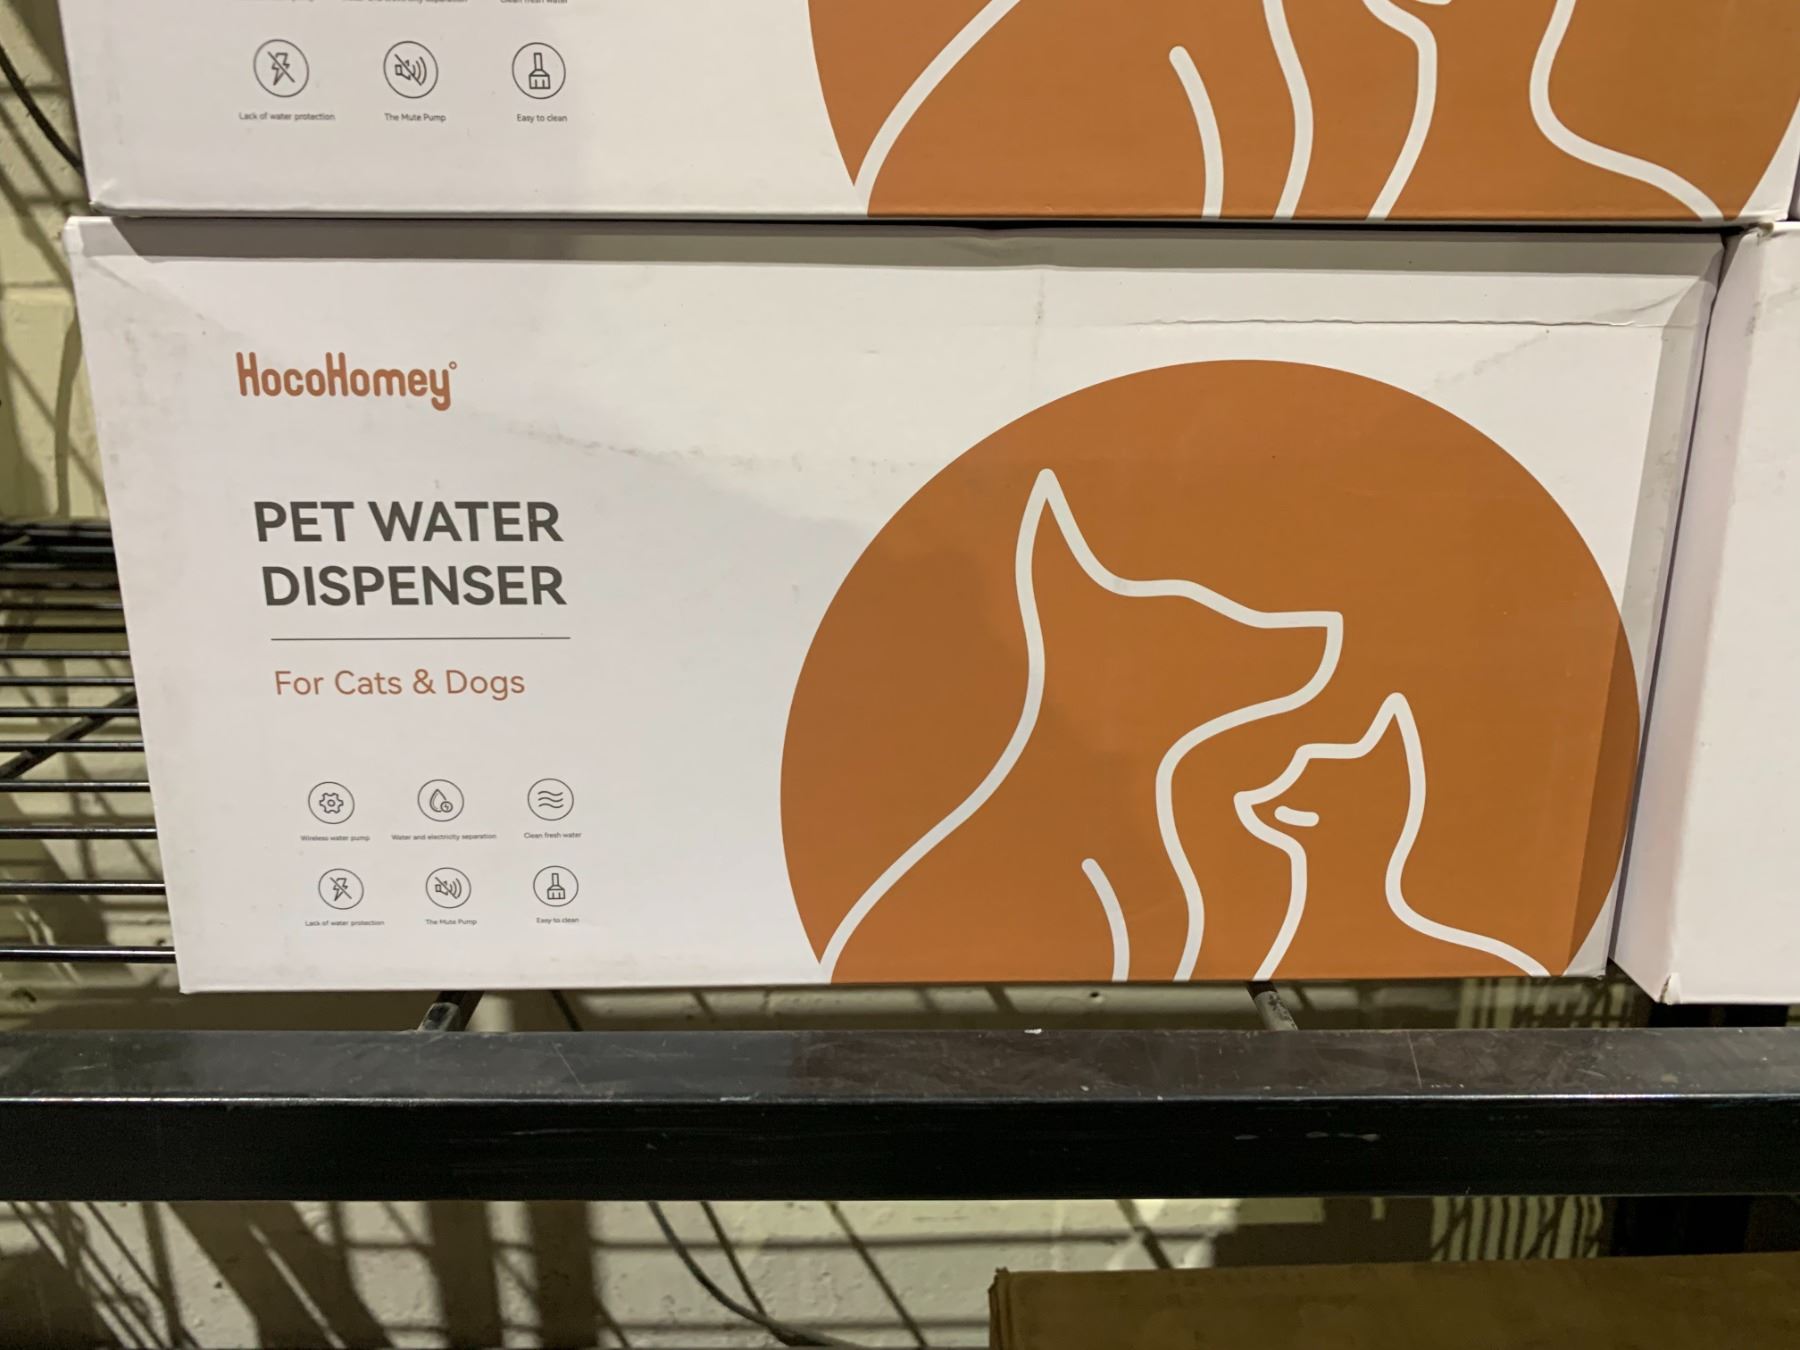 Lack of water protection The Mute Pump Easy to clean
HocoHomey
PET WATER
DISPENSER
For Cats & Dogs
Wireless water pump Water and electricity separation Clean fresh water
Lack of water protection The Mute Pump Easy to clean